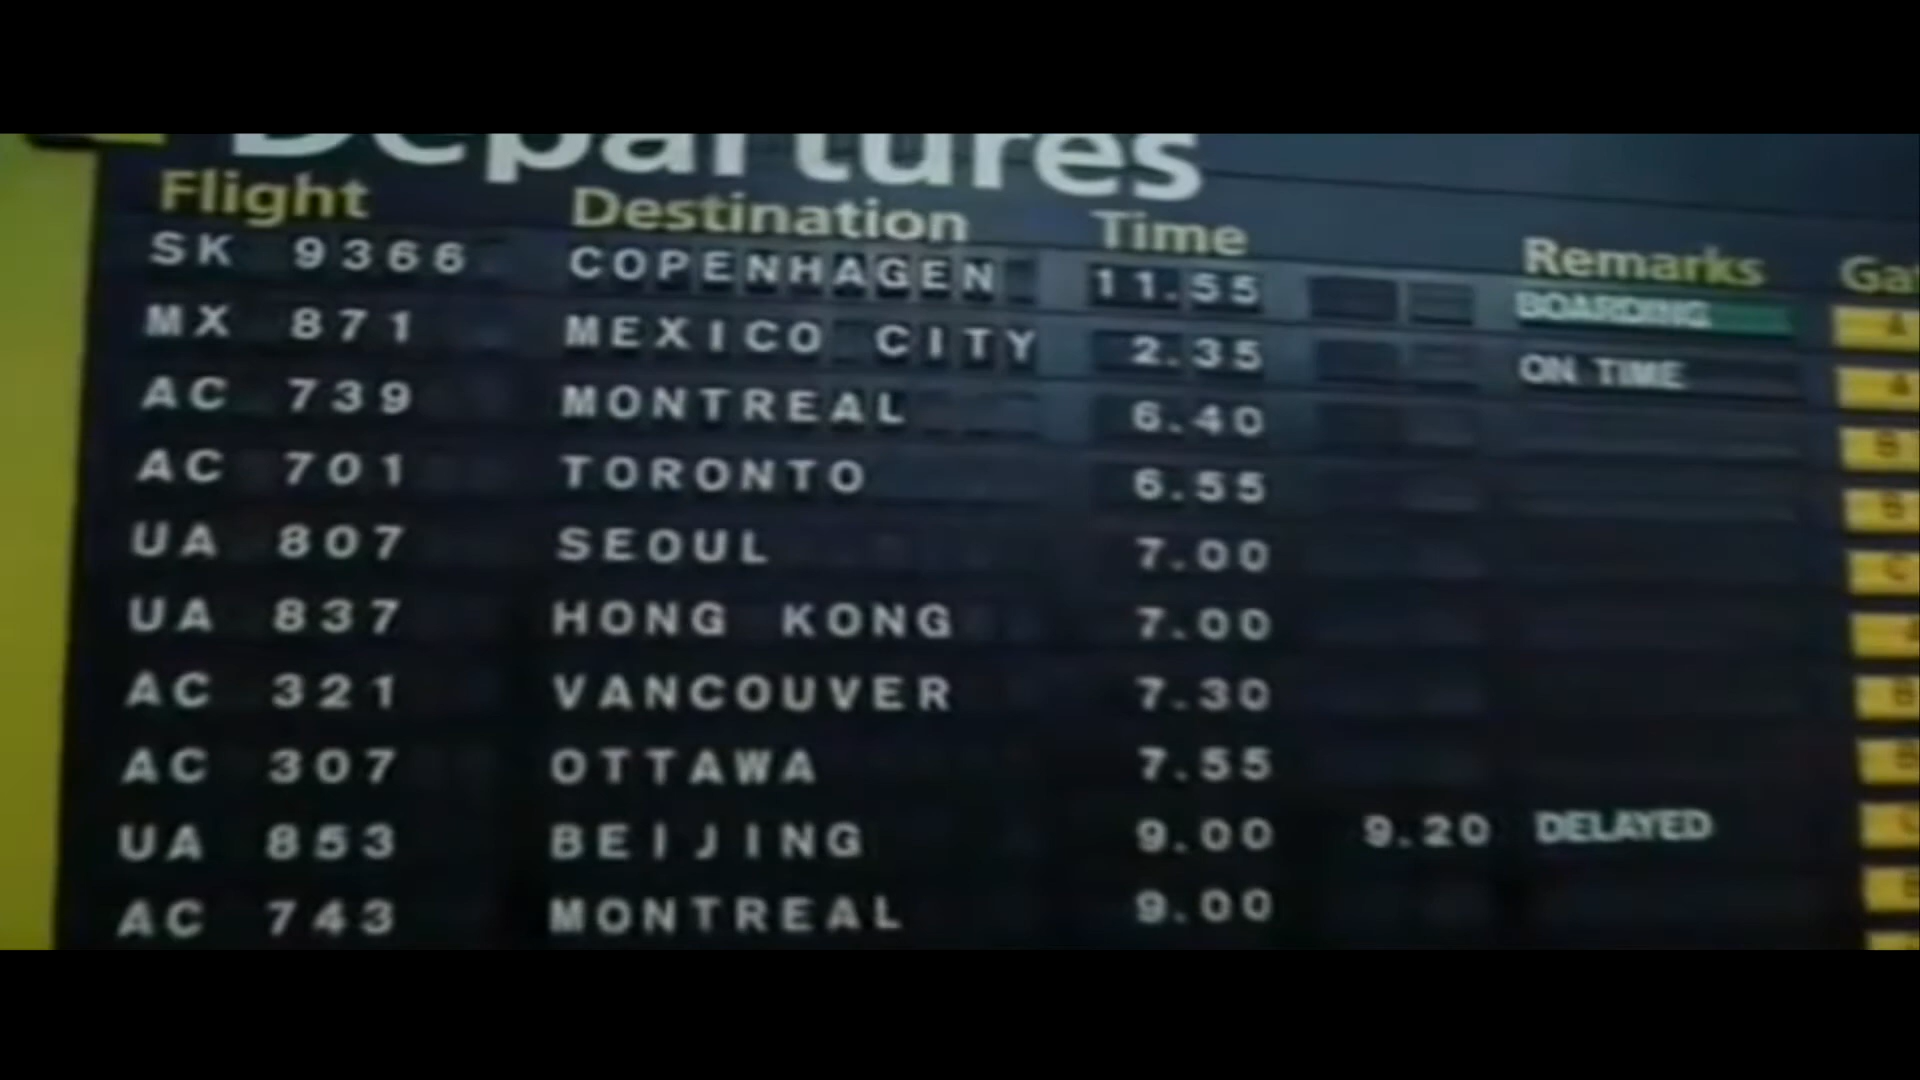 Departures
Flight Destination Time Remarks
SK 9366 COPENHAGEN 11.55 BOARDING A
MX 871 MEXICO CITY 2.35 ON TIME A
AC 739 MONTREAL 6.40 B
AC 701 TORONTO 6.55 B
UA 807 SEOUL 7.00 C
UA 837 HONG KONG 7.00
AC 321 VANCOUVER 7.30 B
AC 307 OTTAWA 7.55 B
UA 853 BEIJING 9.00 9.20 DELAYED
AC 743 MONTREAL 9.00